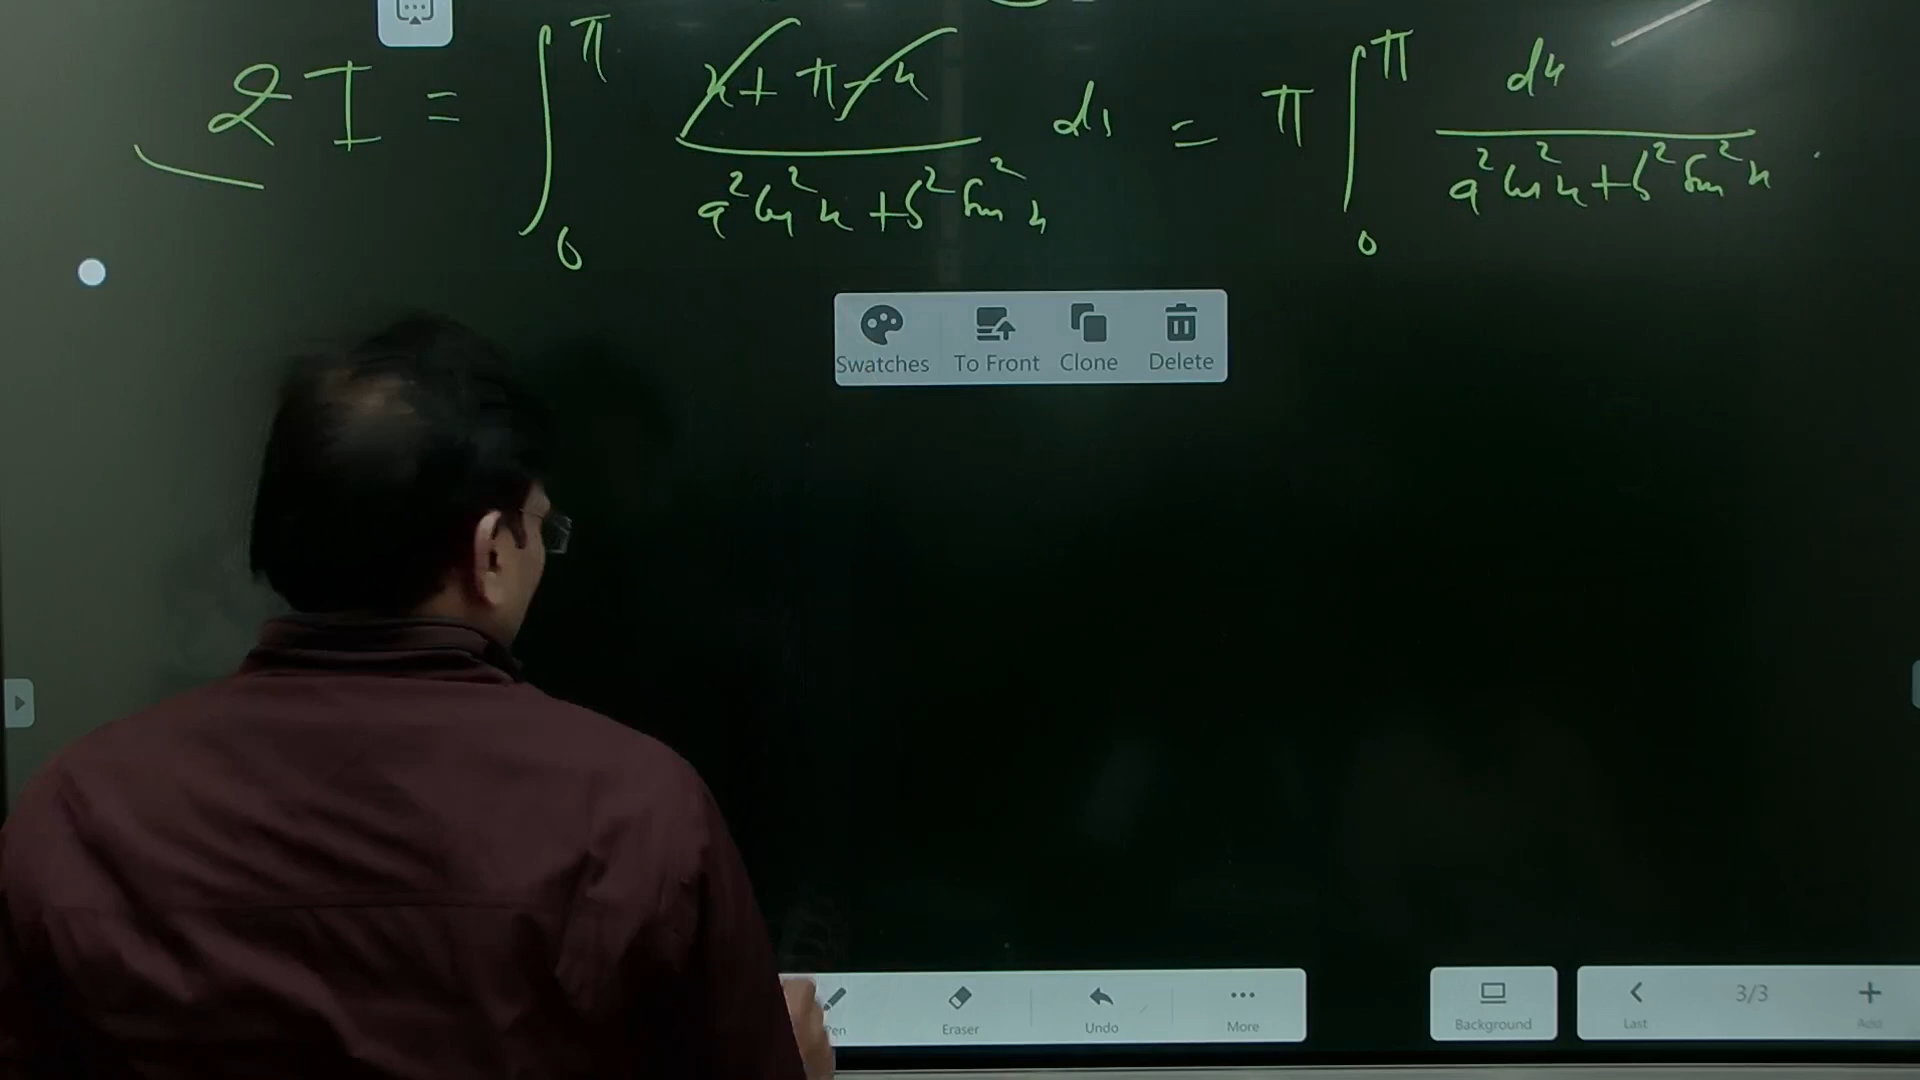 2I = ∫₀^π (x + π - x)/(a²cos²x + b²sin²x) dx = π ∫₀^π dx/(a²cos²x + b²sin²x)
Swatches To Front Clone Delete
Pen Eraser Undo More Background Last 3/3 Add